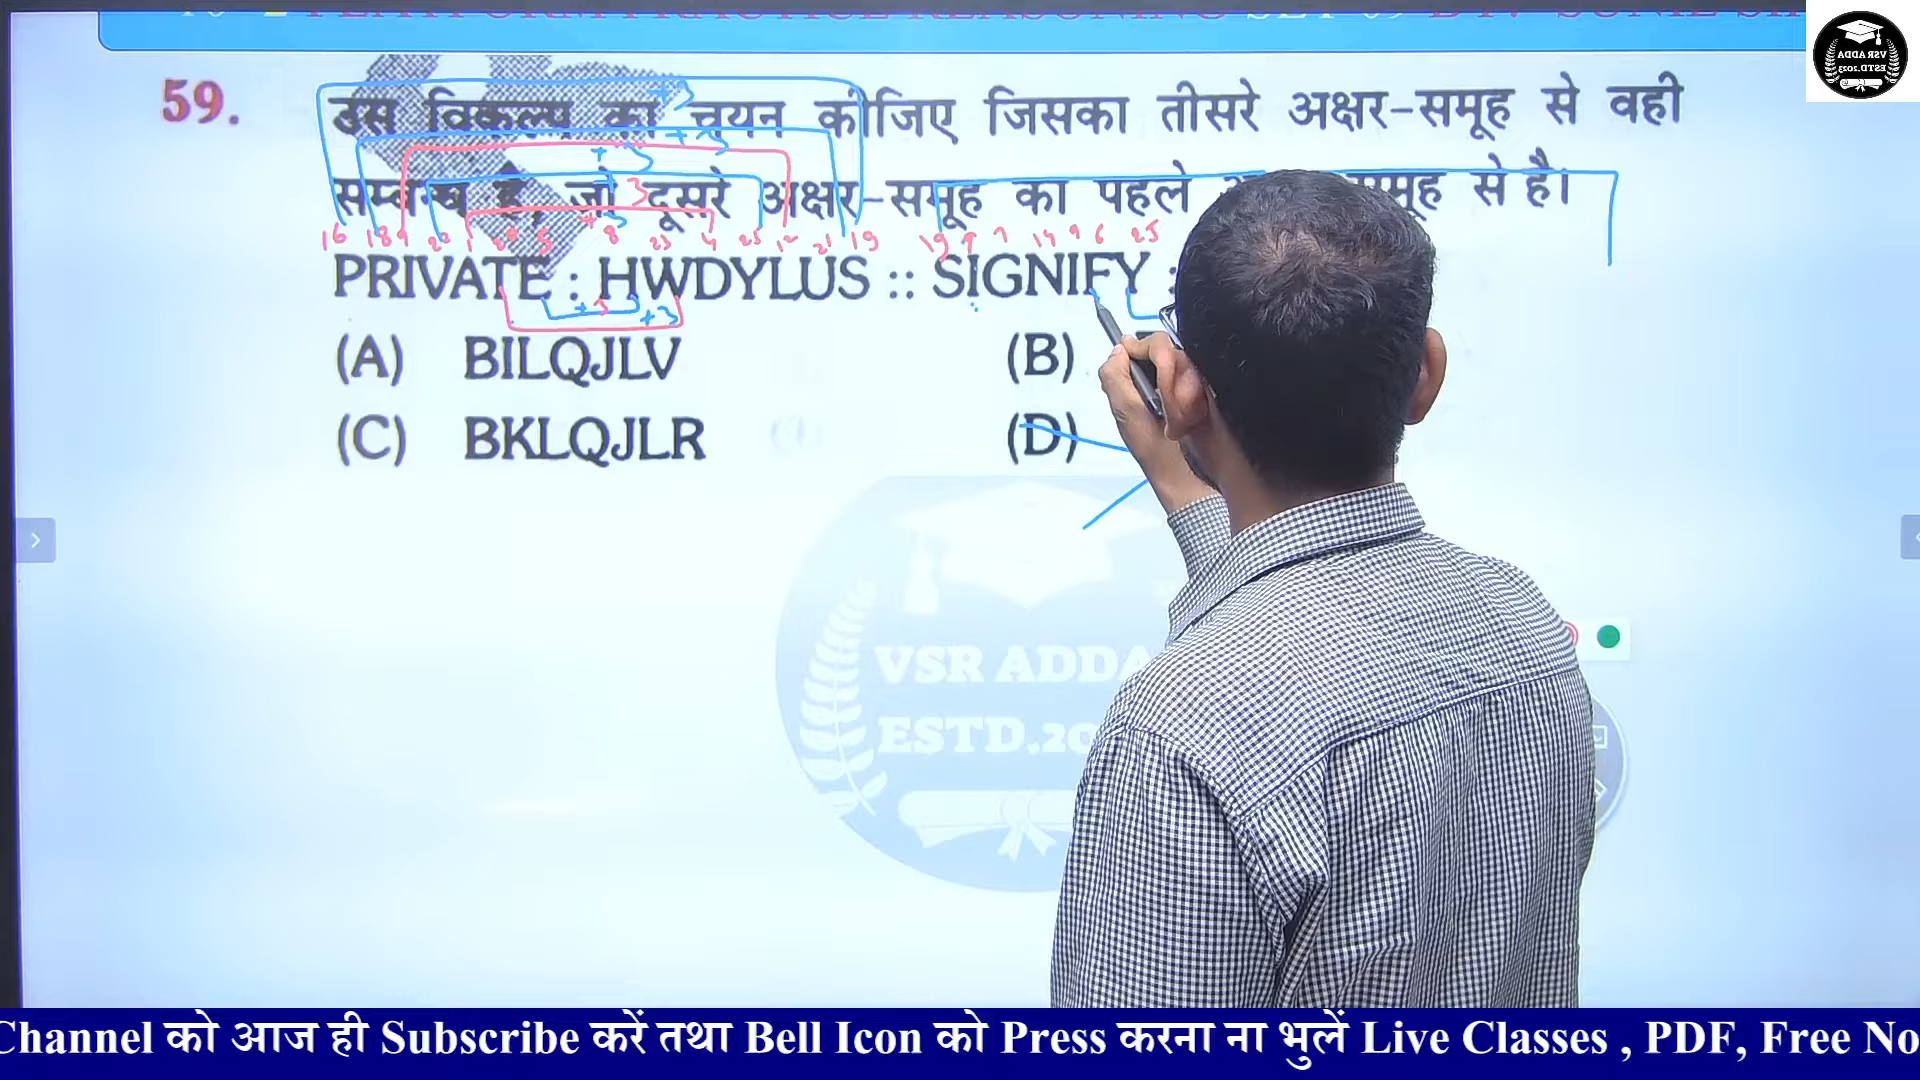 59. उस विकल्प का चयन कीजिए जिसका तीसरे अक्षर-समूह से वही
सम्बन्ध है, जो दूसरे अक्षर-समूह का पहले समूह से है।
PRIVATE : HWDYLUS :: SIGNIFY :
(A) BILQJLV (B)
(C) BKLQJLR (D)
VSR ADDA
ESTD.20
Channel को आज ही Subscribe करें तथा Bell Icon को Press करना ना भुलें Live Classes , PDF, Free No